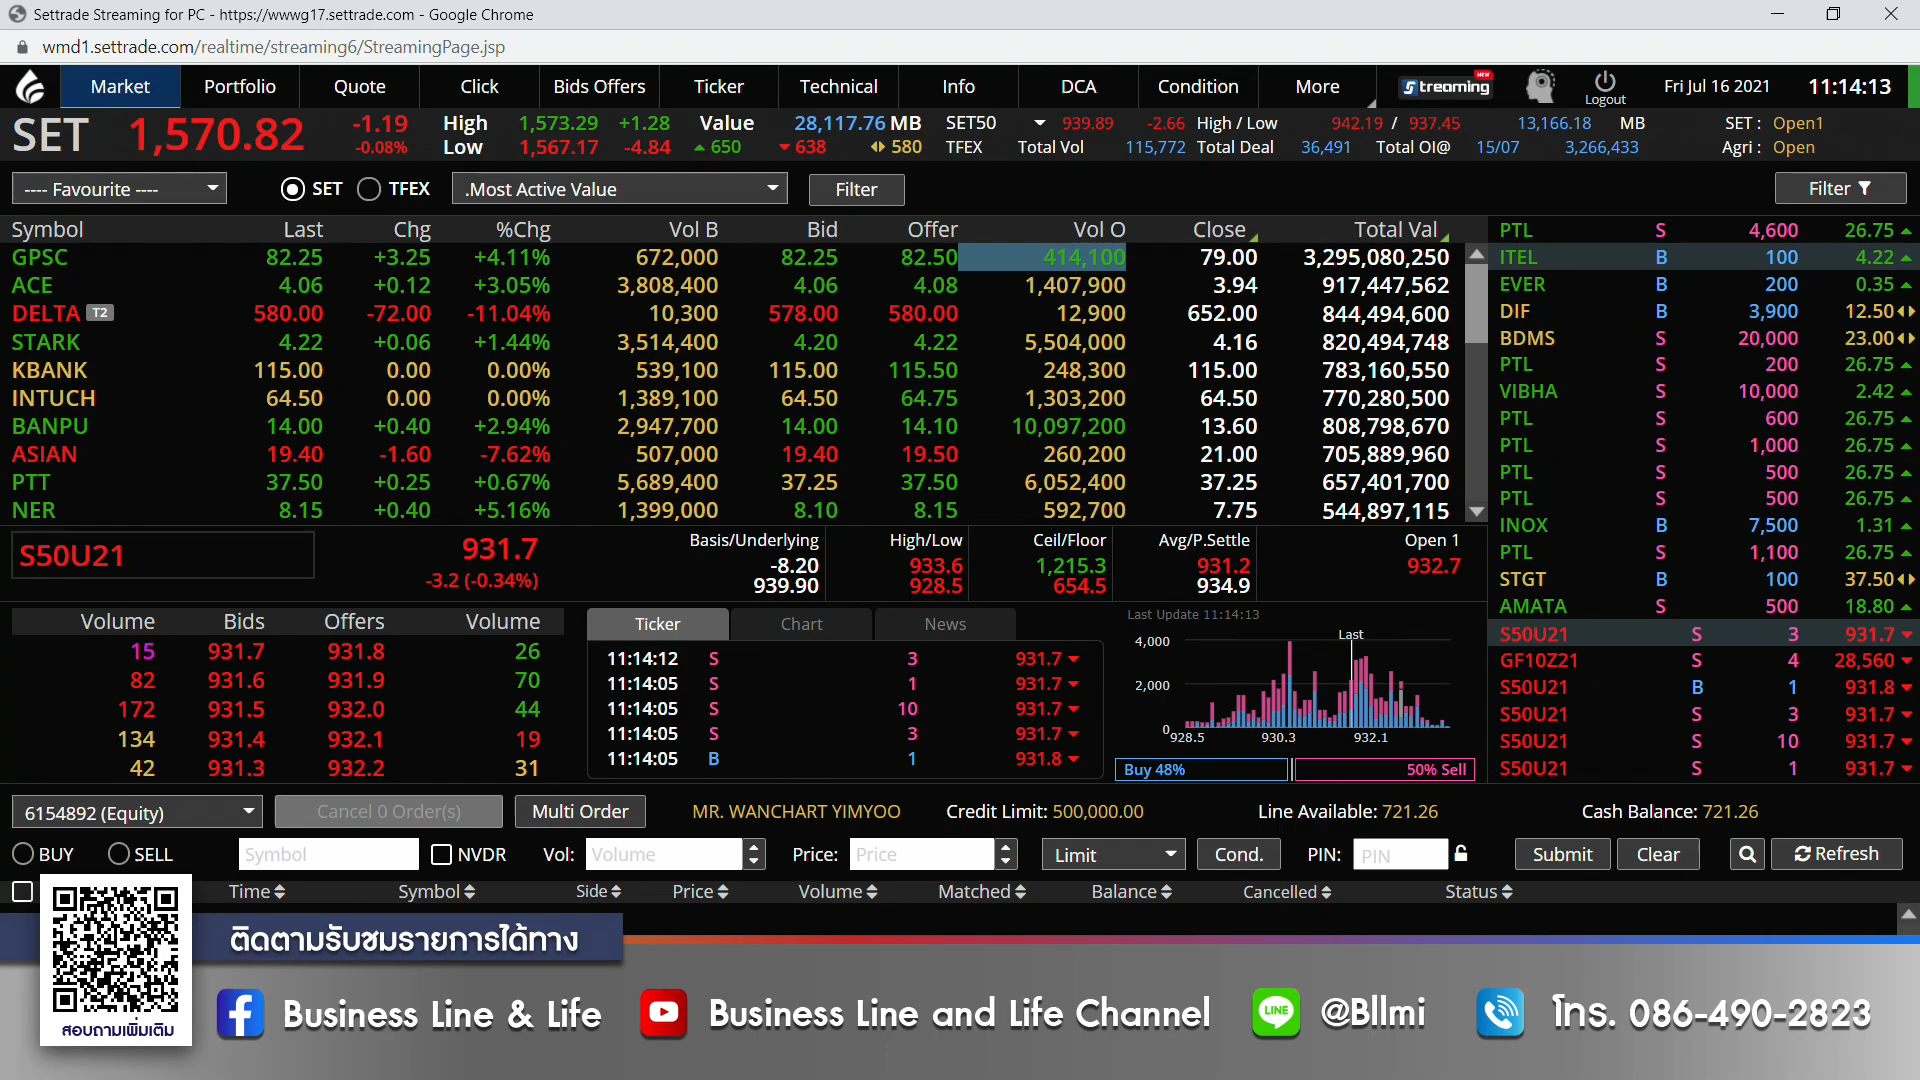 Settrade Streaming for PC - https://wwwg17.settrade.com - Google Chrome
wmd1.settrade.com/realtime/streaming6/StreamingPage.jsp
Market Portfolio Quote Click Bids Offers Ticker Technical Info DCA Condition More Streaming NEW Logout Fri Jul 16 2021 11:14:13
SET 1,570.82 -1.19 -0.08%
High 1,573.29 +1.28 Value 28,117.76 MB SET50 939.89 -2.66 High / Low 942.19 / 937.45 13,166.18 MB SET : Open1
Low 1,567.17 -4.84 650 638 580 TFEX Total Vol 115,772 Total Deal 36,491 Total OI@ 15/07 3,266,433 Agri : Open
---- Favourite ---- SET TFEX .Most Active Value Filter Filter
Symbol Last Chg %Chg Vol B Bid Offer Vol O Close Total Val
GPSC 82.25 +3.25 +4.11% 672,000 82.25 82.50 414,100 79.00 3,295,080,250
ACE 4.06 +0.12 +3.05% 3,808,400 4.06 4.08 1,407,900 3.94 917,447,562
DELTA T2 580.00 -72.00 -11.04% 10,300 578.00 580.00 12,900 652.00 844,494,600
STARK 4.22 +0.06 +1.44% 3,514,400 4.20 4.22 5,504,000 4.16 820,494,748
KBANK 115.00 0.00 0.00% 539,100 115.00 115.50 248,300 115.00 783,160,550
INTUCH 64.50 0.00 0.00% 1,389,100 64.50 64.75 1,303,200 64.50 770,280,500
BANPU 14.00 +0.40 +2.94% 2,947,700 14.00 14.10 10,097,200 13.60 808,798,670
ASIAN 19.40 -1.60 -7.62% 507,000 19.40 19.50 260,200 21.00 705,889,960
PTT 37.50 +0.25 +0.67% 5,689,400 37.25 37.50 6,052,400 37.25 657,401,700
NER 8.15 +0.40 +5.16% 1,399,000 8.10 8.15 592,700 7.75 544,897,115
PTL S 4,600 26.75
ITEL B 100 4.22
EVER B 200 0.35
DIF B 3,900 12.50
BDMS S 20,000 23.00
PTL S 200 26.75
VIBHA S 10,000 2.42
PTL S 600 26.75
PTL S 1,000 26.75
PTL S 500 26.75
PTL S 500 26.75
INOX B 7,500 1.31
PTL S 1,100 26.75
STGT B 100 37.50
AMATA S 500 18.80
S50U21 S 3 931.7
GF10Z21 S 4 28,560
S50U21 B 1 931.8
S50U21 S 3 931.7
S50U21 S 10 931.7
S50U21 S 1 931.7
S50U21 931.7 -3.2 (-0.34%)
Basis/Underlying High/Low Ceil/Floor Avg/P.Settle Open 1
-8.20 933.6 1,215.3 931.2 932.7
939.90 928.5 654.5 934.9
Volume Bids Offers Volume
15 931.7 931.8 26
82 931.6 931.9 70
172 931.5 932.0 44
134 931.4 932.1 19
42 931.3 932.2 31
Ticker Chart News
11:14:12 S 3 931.7
11:14:05 S 1 931.7
11:14:05 S 10 931.7
11:14:05 S 3 931.7
11:14:05 B 1 931.8
Last Update 11:14:13
Last
4,000
2,000
0
928.5 930.3 932.1
Buy 48% 50% Sell
6154892 (Equity) Cancel 0 Order(s) Multi Order MR. WANCHART YIMYOO Credit Limit: 500,000.00 Line Available: 721.26 Cash Balance: 721.26
BUY SELL Symbol NVDR Vol: Volume Price: Price Limit Cond. PIN: PIN Submit Clear Refresh
Time Symbol Side Price Volume Matched Balance Cancelled Status
ติดตามรับชมรายการได้ทาง
สอบถามเพิ่มเติม
Business Line & Life Business Line and Life Channel LINE @Bllmi โทร. 086-490-2823